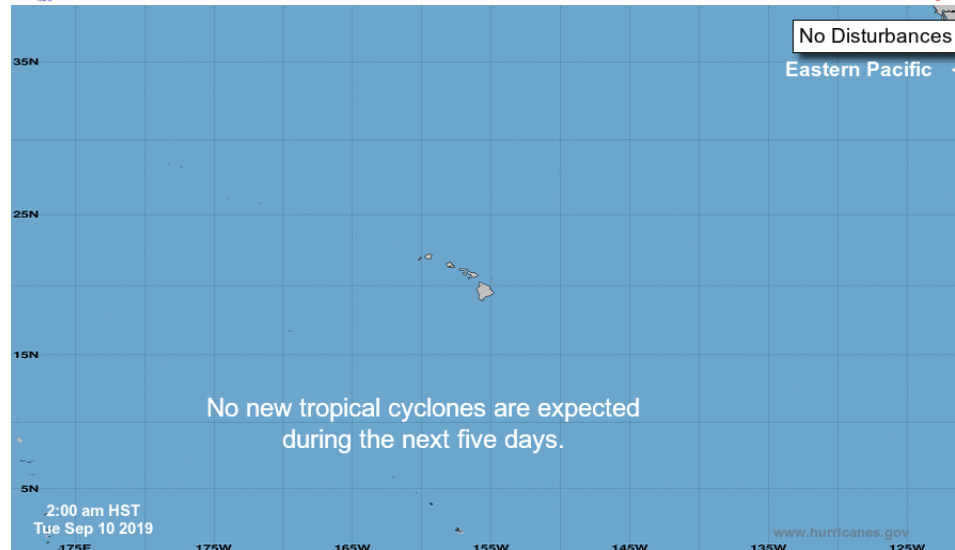 No Disturbances
Eastern Pacific
35N
25N
15N
No new tropical cyclones are expected
during the next five days.
5N
2:00 am HST
Tue Sep 10 2019
www.hurricanes.gov
175E
175W
165W
155W
145W
135W
125W